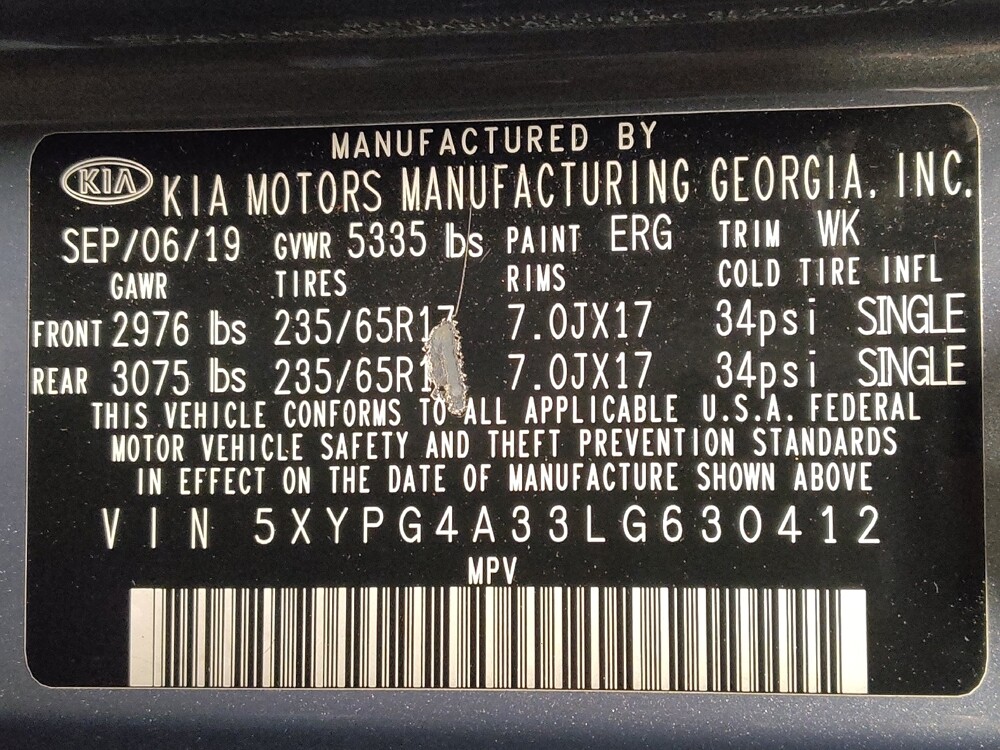 MANUFACTURED BY
KIA KIA MOTORS MANUFACTURING GEORGIA, INC.
SEP/06/19 GVWR 5335 lbs PAINT ERG TRIM WK
GAWR TIRES RIMS COLD TIRE INFL
FRONT 2976 lbs 235/65R17 7.0JX17 34psi SINGLE
REAR 3075 lbs 7.0JX17 34psi SINGLE
THIS VEHICLE CONFORMS TO ALL APPLICABLE U.S.A. FEDERAL
MOTOR VEHICLE SAFETY AND THEFT PREVENTION STANDARDS
IN EFFECT ON THE DATE OF MANUFACTURE SHOWN ABOVE
VIN 5XYPG4A33LG630412
MPV